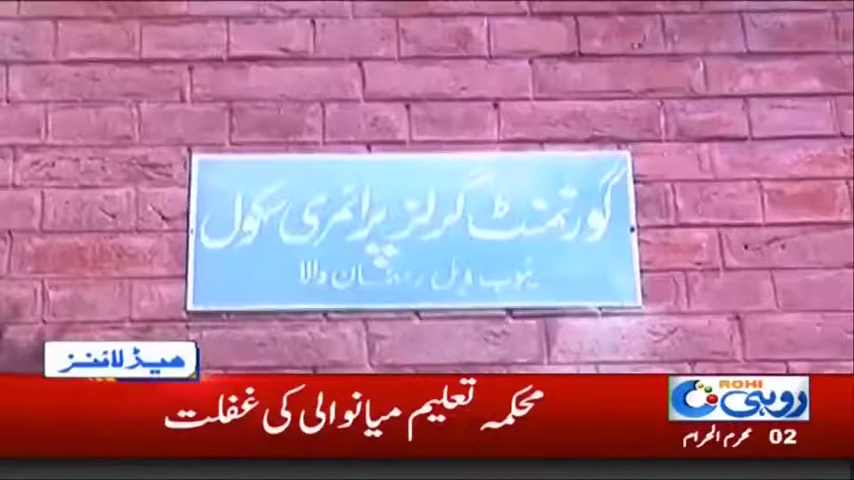 گورنمنٹ گرلز پرائمری سکول
ٹیوب ویل رمضان والا
ہیڈ لائنز
محکمہ تعلیم میانوالی کی غفلت
ROHI
روہی
02 محرم الحرام